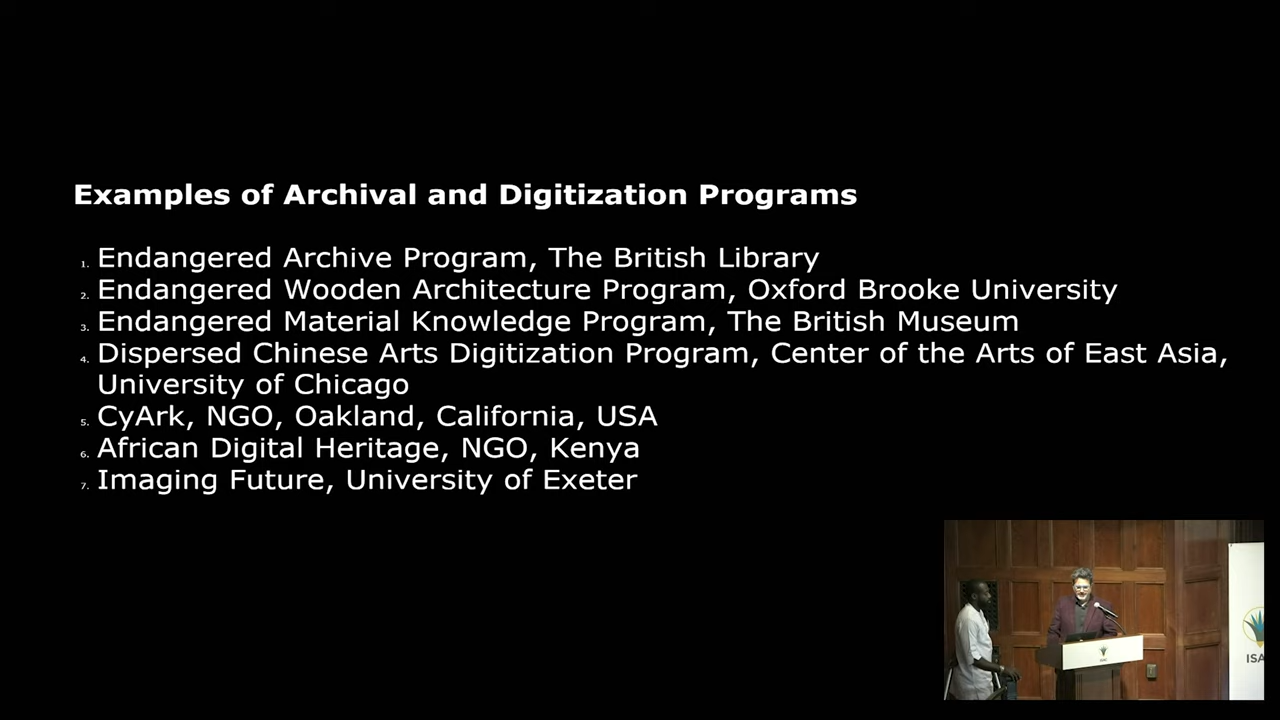 Examples of Archival and Digitization Programs
1. Endangered Archive Program, The British Library
2. Endangered Wooden Architecture Program, Oxford Brooke University
3. Endangered Material Knowledge Program, The British Museum
4. Dispersed Chinese Arts Digitization Program, Center of the Arts of East Asia,
University of Chicago
5. CyArk, NGO, Oakland, California, USA
6. African Digital Heritage, NGO, Kenya
7. Imaging Future, University of Exeter
ISA